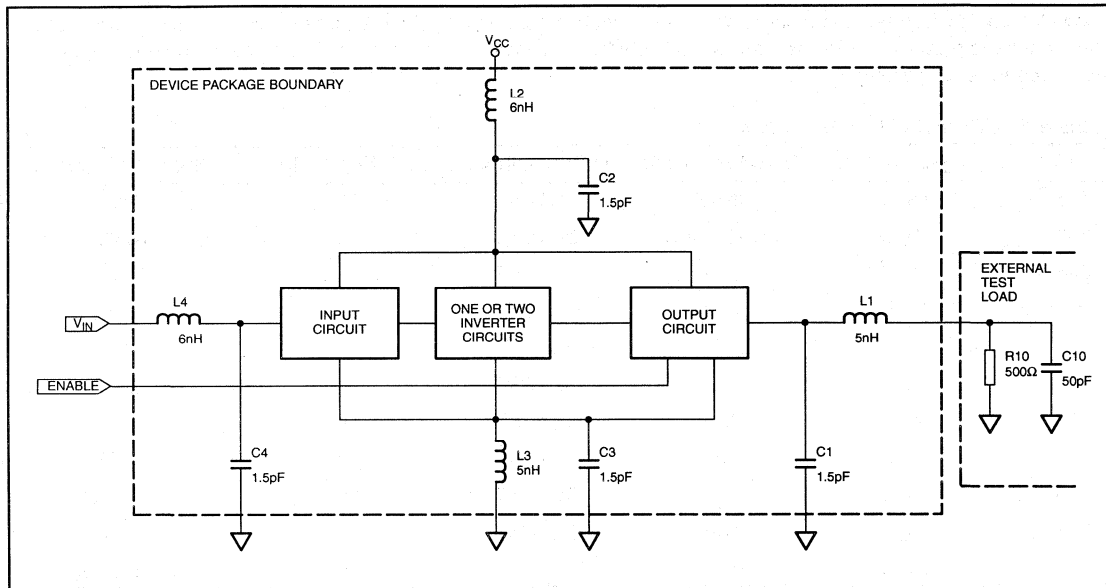 VCC
DEVICE PACKAGE BOUNDARY
L2
6nH
C2
1.5pF
EXTERNAL
TEST
LOAD
L4
6nH
VIN
INPUT
CIRCUIT
ONE OR TWO
INVERTER
CIRCUITS
OUTPUT
CIRCUIT
L1
5nH
R10
500Ω
C10
50pF
ENABLE
C4
1.5pF
L3
5nH
C3
1.5pF
C1
1.5pF